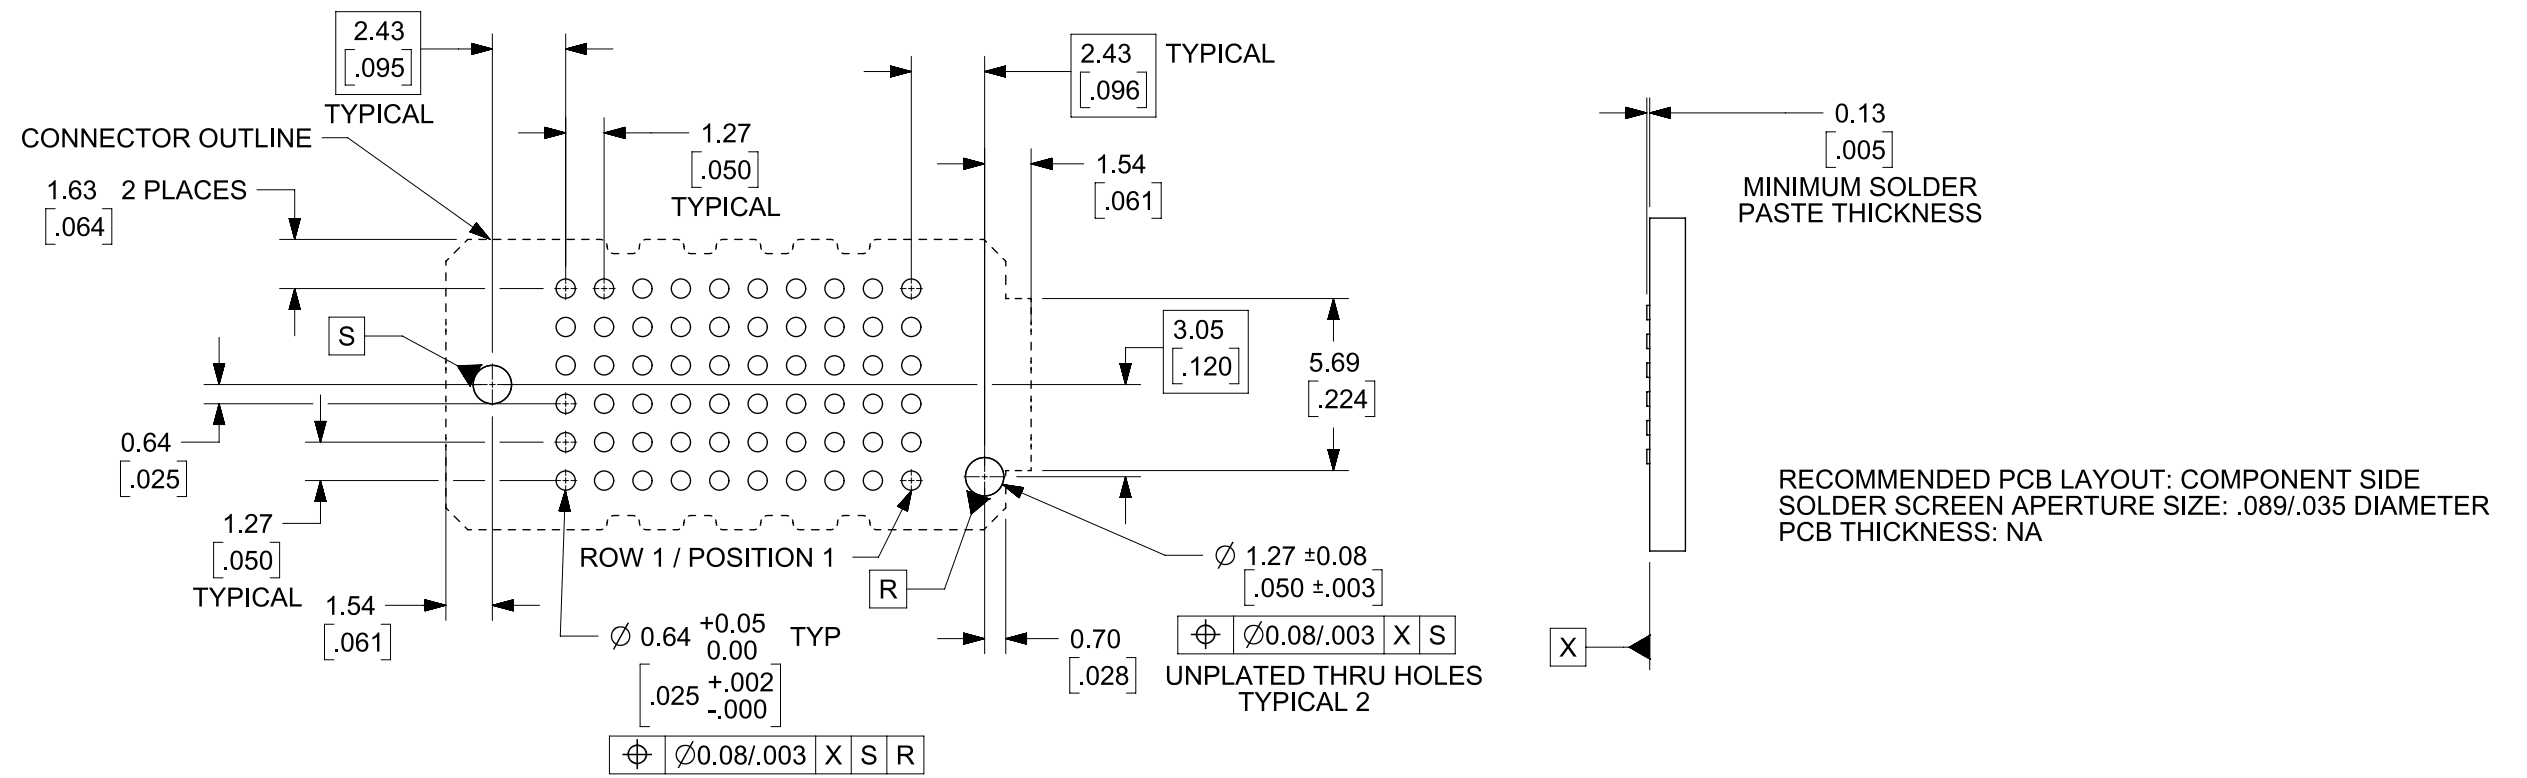 2.43
[.095]
TYPICAL
2.43 TYPICAL
[.096]
CONNECTOR OUTLINE
1.27
[.050]
TYPICAL
1.63 2 PLACES
[.064]
1.54
[.061]
0.13
[.005]
MINIMUM SOLDER
PASTE THICKNESS
S
3.05
[.120]
5.69
[.224]
0.64
[.025]
1.27
[.050]
TYPICAL
1.54
[.061]
ROW 1 / POSITION 1
R
Ø 0.64 +0.05 0.00 TYP
[.025 +.002 -.000]
⌖ Ø0.08/.003 X S R
0.70
[.028]
Ø 1.27 ±0.08
[.050 ±.003]
⌖ Ø0.08/.003 X S
UNPLATED THRU HOLES
TYPICAL 2
X
RECOMMENDED PCB LAYOUT: COMPONENT SIDE
SOLDER SCREEN APERTURE SIZE: .089/.035 DIAMETER
PCB THICKNESS: NA